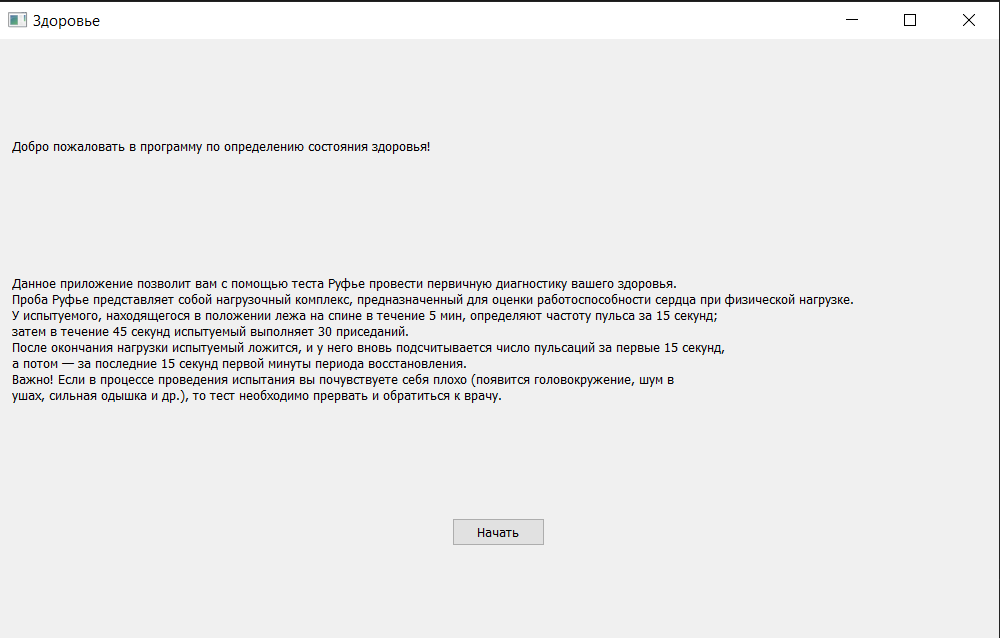 Здоровье
Добро пожаловать в программу по определению состояния здоровья!
Данное приложение позволит вам с помощью теста Руфье провести первичную диагностику вашего здоровья.
Проба Руфье представляет собой нагрузочный комплекс, предназначенный для оценки работоспособности сердца при физической нагрузке.
У испытуемого, находящегося в положении лежа на спине в течение 5 мин, определяют частоту пульса за 15 секунд;
затем в течение 45 секунд испытуемый выполняет 30 приседаний.
После окончания нагрузки испытуемый ложится, и у него вновь подсчитывается число пульсаций за первые 15 секунд,
а потом — за последние 15 секунд первой минуты периода восстановления.
Важно! Если в процессе проведения испытания вы почувствуете себя плохо (появится головокружение, шум в
ушах, сильная одышка и др.), то тест необходимо прервать и обратиться к врачу.
Начать